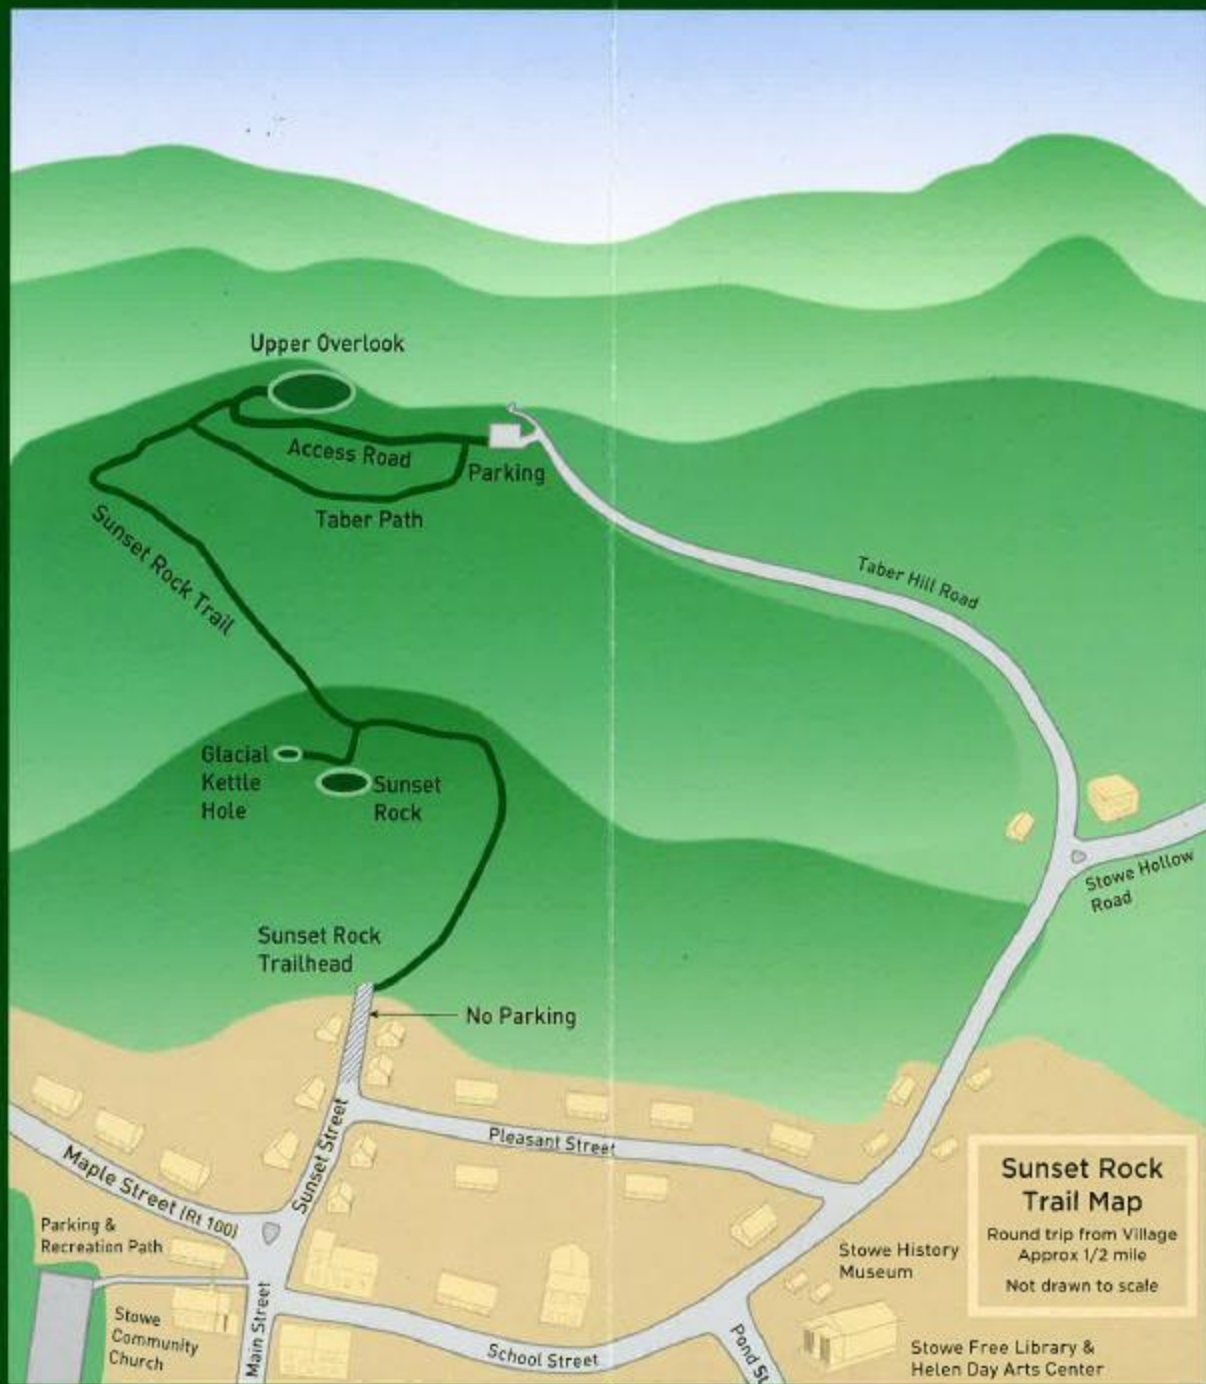 Upper Overlook
Access Road
Parking
Taber Path
Sunset Rock Trail
Taber Hill Road
Glacial
Kettle
Hole
Sunset
Rock
Stowe Hollow
Road
Sunset Rock
Trailhead
No Parking
Pleasant Street
Sunset Street
Maple Street (Rt 100)
Parking &
Recreation Path
Stowe
Community
Church
Main Street
School Street
Pond St
Stowe History
Museum
Stowe Free Library &
Helen Day Arts Center
Sunset Rock
Trail Map
Round trip from Village
Approx 1/2 mile
Not drawn to scale